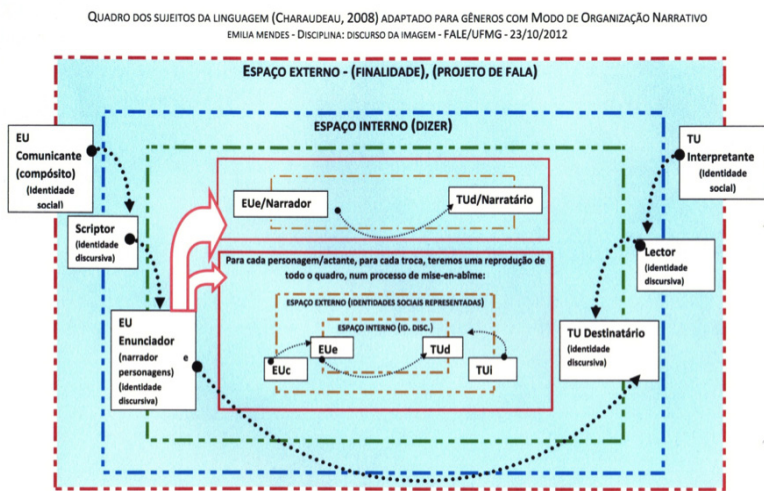 QUADRO DOS SUJEITOS DA LINGUAGEM (CHARAUDEAU, 2008) ADAPTADO PARA GÊNEROS COM MODO DE ORGANIZAÇÃO NARRATIVO
EMILIA MENDES - DISCIPLINA: DISCURSO DA IMAGEM - FALE/UFMG - 23/10/2012
ESPAÇO EXTERNO - (FINALIDADE), (PROJETO DE FALA)
ESPAÇO INTERNO (DIZER)
EU
Comunicante
(compósito)
(Identidade
social)
TU
Interpretante
(Identidade
social)
EUe/Narrador
TUd/Narratário
Scriptor
(identidade
discursiva)
Lector
(identidade
discursiva)
Para cada personagem/actante, para cada troca, teremos uma reprodução de
todo o quadro, num processo de mise-en-abîme:
ESPAÇO EXTERNO (IDENTIDADES SOCIAIS REPRESENTADAS)
ESPAÇO INTERNO (ID. DISC.)
EUe
TUd
EUc
TUi
EU
Enunciador
(narrador e
personagens)
(identidade
discursiva)
TU Destinatário
(identidade
discursiva)